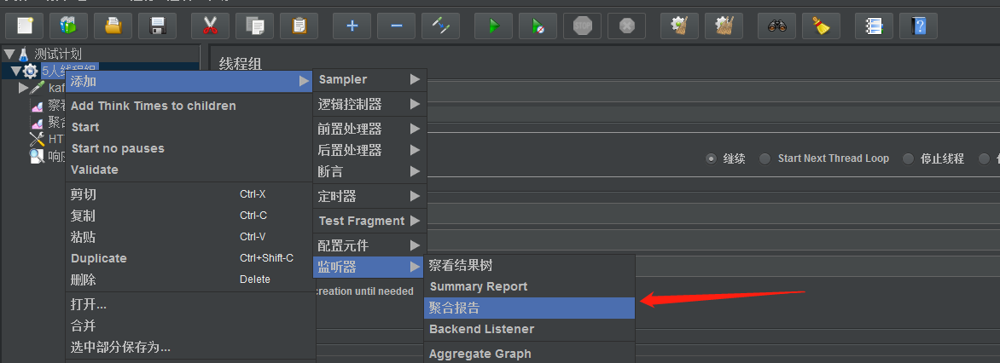 STOP
?
测试计划
5人线程组
线程组
kaf
察看
聚合
HT
响应
添加
Add Think Times to children
Start
Start no pauses
Validate
剪切 Ctrl-X
复制 Ctrl-C
粘贴 Ctrl-V
Duplicate Ctrl+Shift-C
删除 Delete
打开...
合并
选中部分保存为...
Sampler
逻辑控制器
前置处理器
后置处理器
断言
定时器
Test Fragment
配置元件
监听器
继续 Start Next Thread Loop 停止线程
creation until needed
察看结果树
Summary Report
聚合报告
Backend Listener
Aggregate Graph